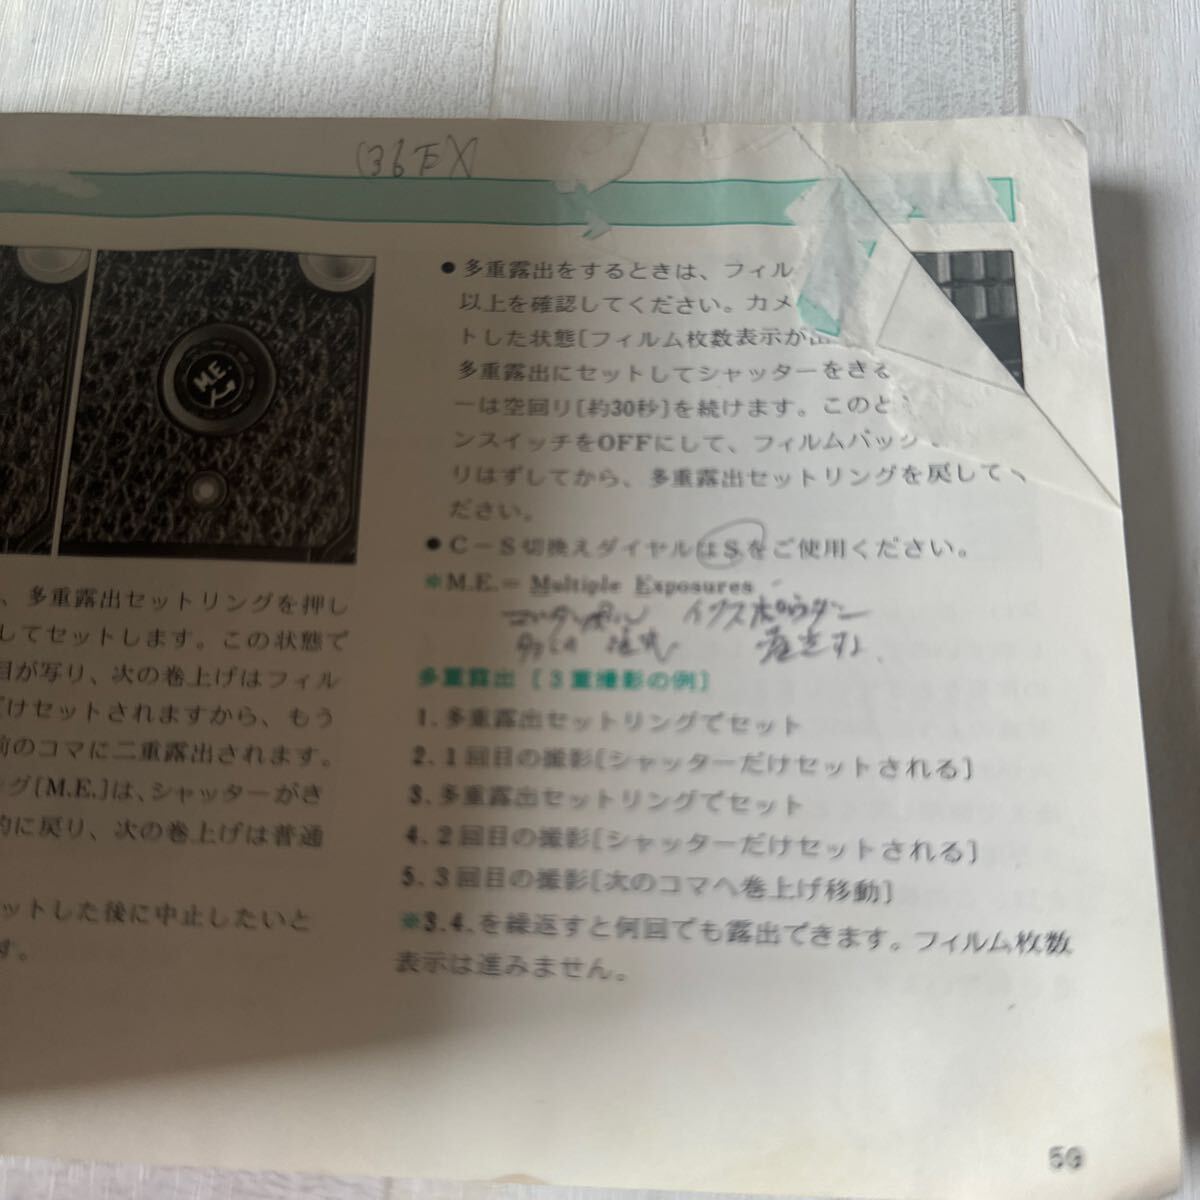 M.E.
、多重露出セットリングを押し
してセットします。この状態で
目が写り、次の巻上げはフィル
だけセットされますから、もう
前のコマに二重露出されます。
グ[M.E.]は、シャッターがき
的に戻り、次の巻上げは普通
ットした後に中止したいと
す。
●多重露出をするときは、フィル
以上を確認してください。カメ
トした状態[フィルム枚数表示が
多重露出にセットしてシャッターをきる
ーは空回り[約30秒]を続けます。このと
ンスイッチをOFFにして、フィルムバック
りはずしてから、多重露出セットリングを戻して
ださい。
●C-S切換えダイヤルはSをご使用ください。
*M.E.=Multiple Exposures
多重露出[3重撮影の例]
1.多重露出セットリングでセット
2.1回目の撮影[シャッターだけセットされる]
3.多重露出セットリングでセット
4.2回目の撮影[シャッターだけセットされる]
5.3回目の撮影[次のコマへ巻上げ移動]
*3.4.を繰返すと何回でも露出できます。フィルム枚数
表示は進みません。